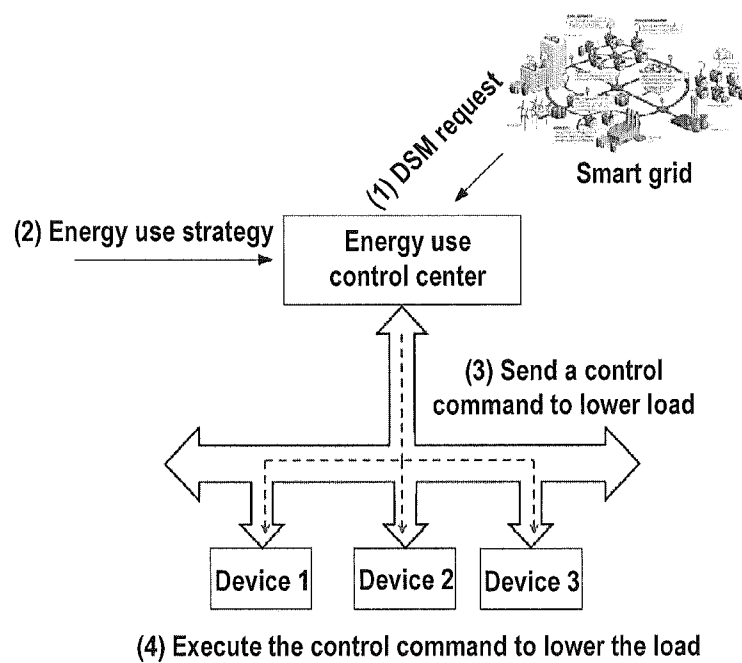 (1) DSM request
Smart grid
(2) Energy use strategy
Energy use
control center
(3) Send a control
command to lower load
Device 1
Device 2
Device 3
(4) Execute the control command to lower the load